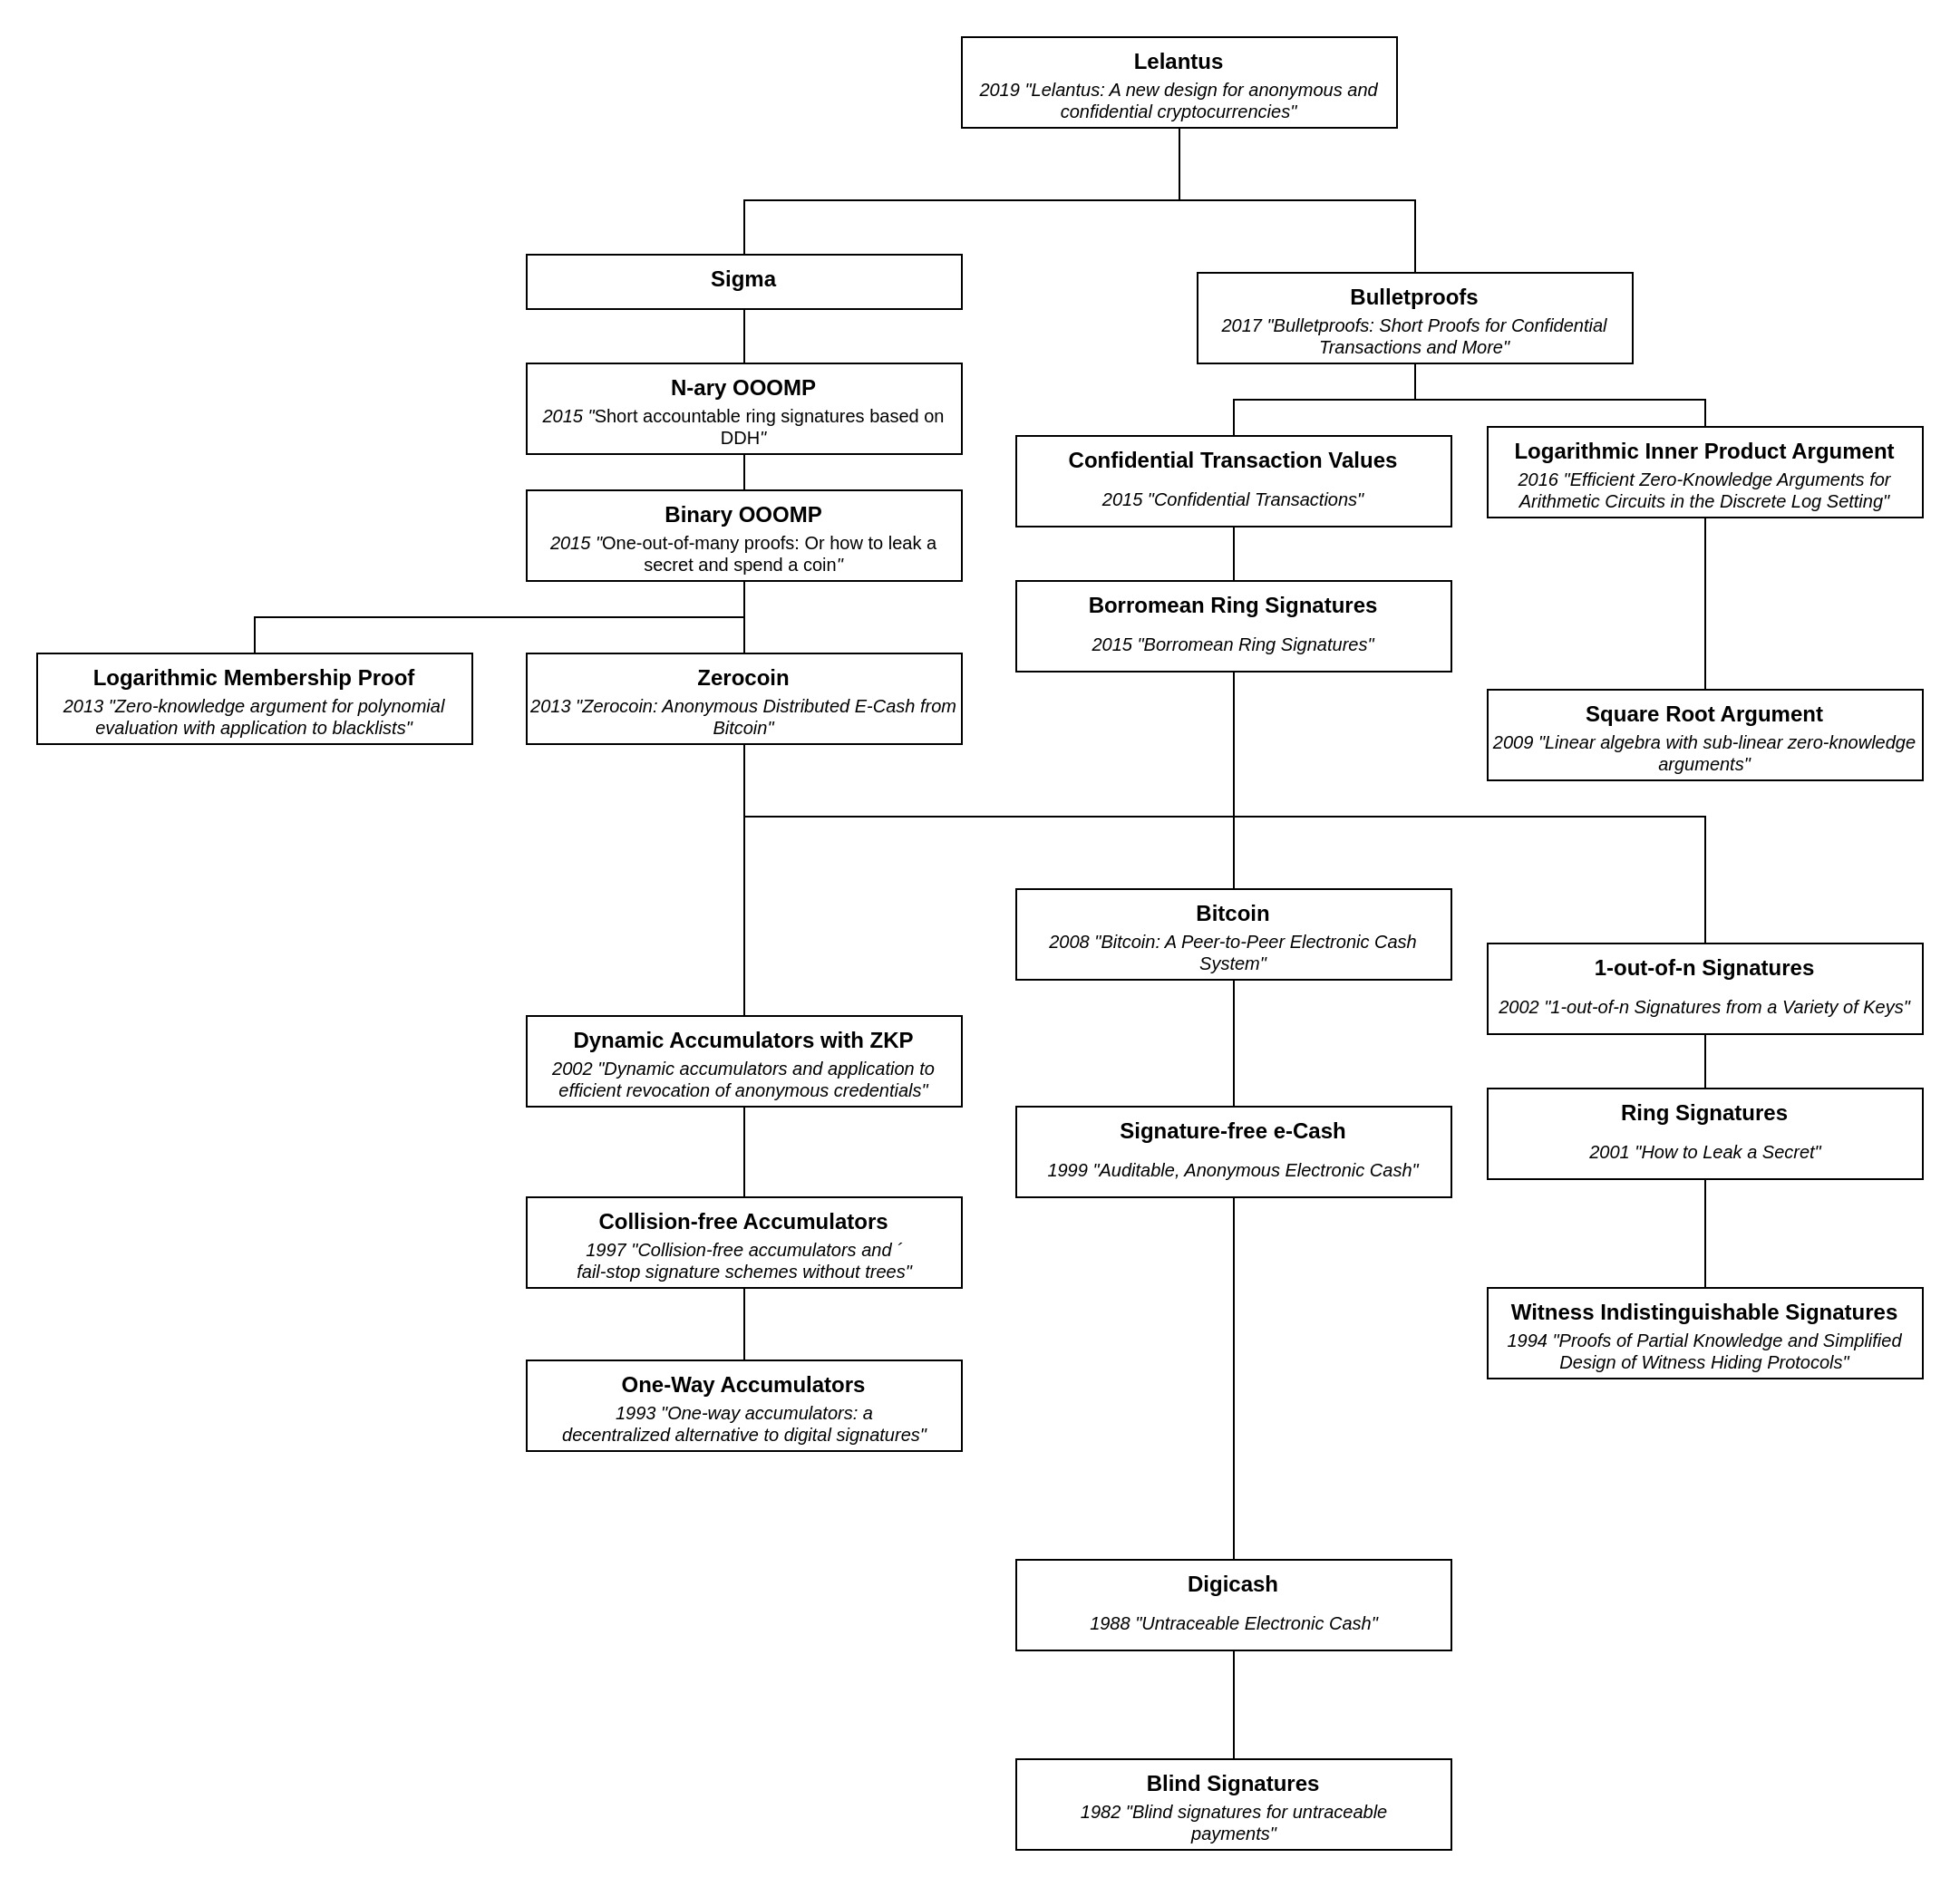 Lelantus
2019 "Lelantus: A new design for anonymous and
confidential cryptocurrencies"
Sigma
Bulletproofs
2017 "Bulletproofs: Short Proofs for Confidential
Transactions and More"
N-ary OOOMP
2015 "Short accountable ring signatures based on
DDH"
Confidential Transaction Values
2015 "Confidential Transactions"
Logarithmic Inner Product Argument
2016 "Efficient Zero-Knowledge Arguments for
Arithmetic Circuits in the Discrete Log Setting"
Binary OOOMP
2015 "One-out-of-many proofs: Or how to leak a
secret and spend a coin"
Borromean Ring Signatures
2015 "Borromean Ring Signatures"
Logarithmic Membership Proof
2013 "Zero-knowledge argument for polynomial
evaluation with application to blacklists"
Zerocoin
2013 "Zerocoin: Anonymous Distributed E-Cash from
Bitcoin"
Square Root Argument
2009 "Linear algebra with sub-linear zero-knowledge
arguments"
Bitcoin
2008 "Bitcoin: A Peer-to-Peer Electronic Cash
System"
1-out-of-n Signatures
2002 "1-out-of-n Signatures from a Variety of Keys"
Dynamic Accumulators with ZKP
2002 "Dynamic accumulators and application to
efficient revocation of anonymous credentials"
Signature-free e-Cash
1999 "Auditable, Anonymous Electronic Cash"
Ring Signatures
2001 "How to Leak a Secret"
Collision-free Accumulators
1997 "Collision-free accumulators and ´
fail-stop signature schemes without trees"
Witness Indistinguishable Signatures
1994 "Proofs of Partial Knowledge and Simplified
Design of Witness Hiding Protocols"
One-Way Accumulators
1993 "One-way accumulators: a
decentralized alternative to digital signatures"
Digicash
1988 "Untraceable Electronic Cash"
Blind Signatures
1982 "Blind signatures for untraceable
payments"